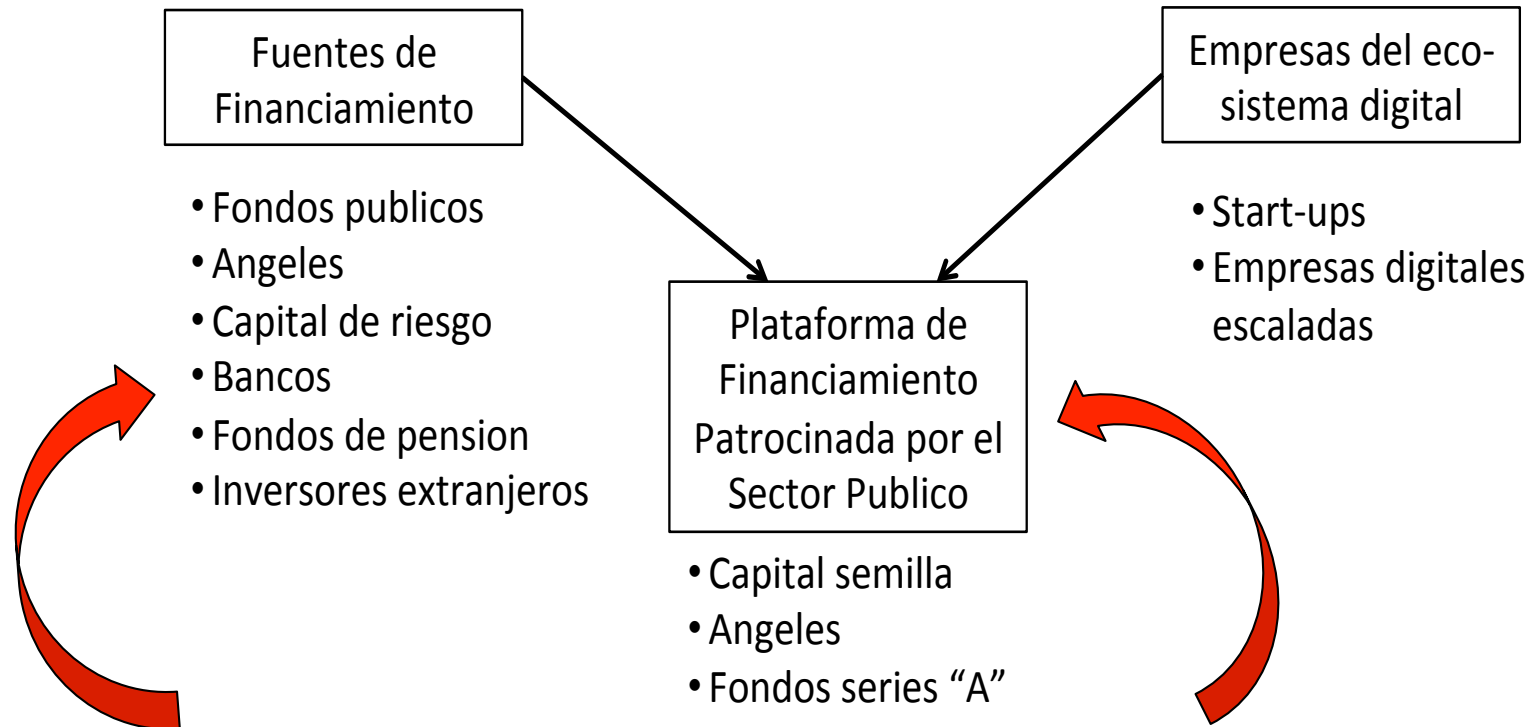 Fuentes de
Financiamiento
• Fondos publicos
• Angeles
• Capital de riesgo
• Bancos
• Fondos de pension
• Inversores extranjeros
Plataforma de
Financiamiento
Patrocinada por el
Sector Publico
• Capital semilla
• Angeles
• Fondos series “A”
Empresas del eco-
sistema digital
• Start-ups
• Empresas digitales
escaladas